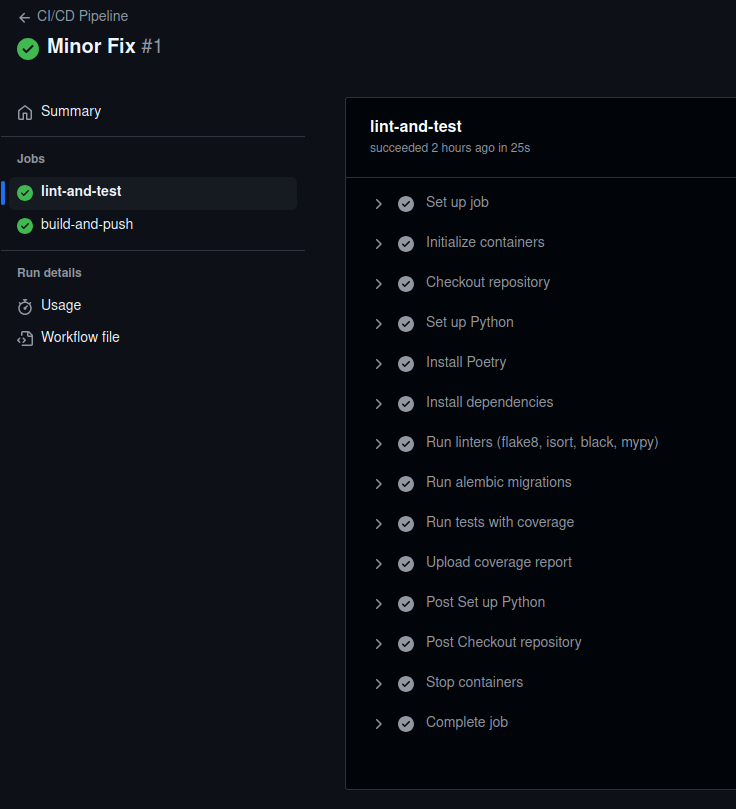 CI/CD Pipeline
Minor Fix #1
Summary
Jobs
lint-and-test
build-and-push
Run details
Usage
Workflow file
lint-and-test
succeeded 2 hours ago in 25s
Set up job
Initialize containers
Checkout repository
Set up Python
Install Poetry
Install dependencies
Run linters (flake8, isort, black, mypy)
Run alembic migrations
Run tests with coverage
Upload coverage report
Post Set up Python
Post Checkout repository
Stop containers
Complete job